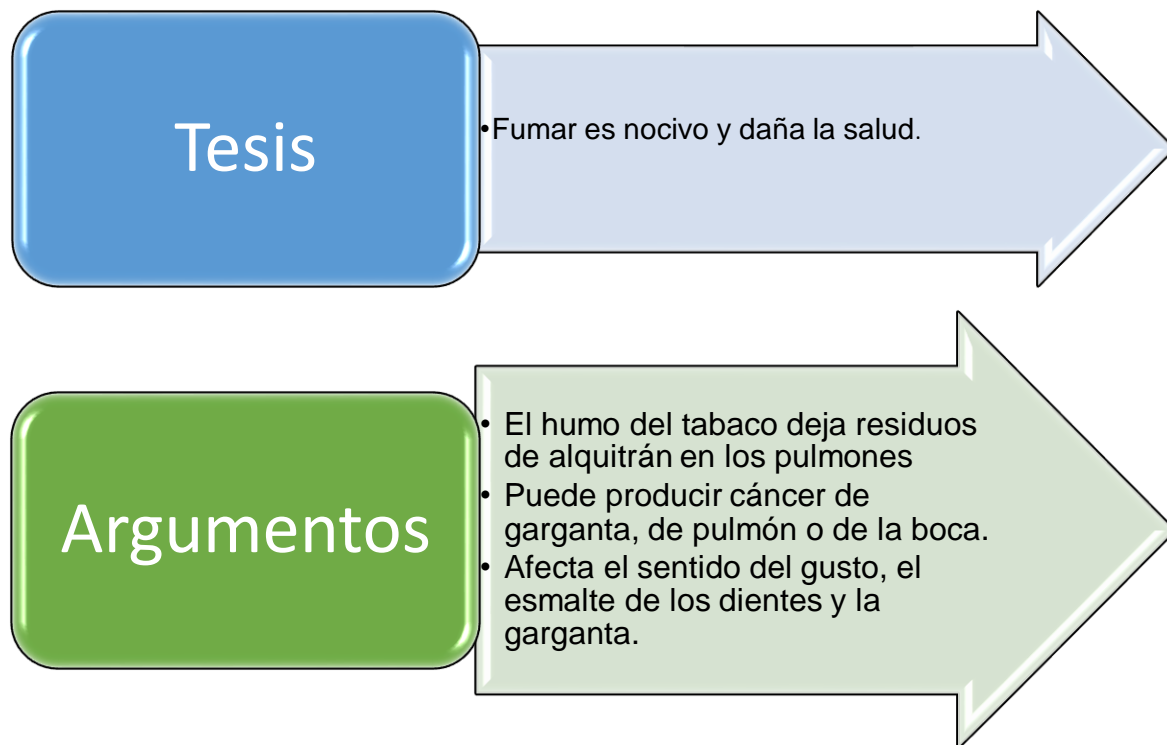 Tesis
•Fumar es nocivo y daña la salud.
Argumentos
• El humo del tabaco deja residuos
de alquitrán en los pulmones
• Puede producir cáncer de
garganta, de pulmón o de la boca.
• Afecta el sentido del gusto, el
esmalte de los dientes y la
garganta.